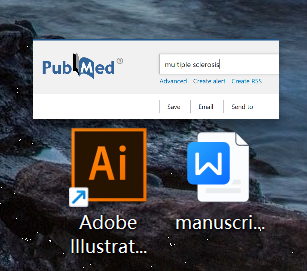 PubMed®
multiple sclerosis
Advanced Create alert Create RSS
Save Email Send to
Ai
W
Adobe
Illustrat...
manuscri...